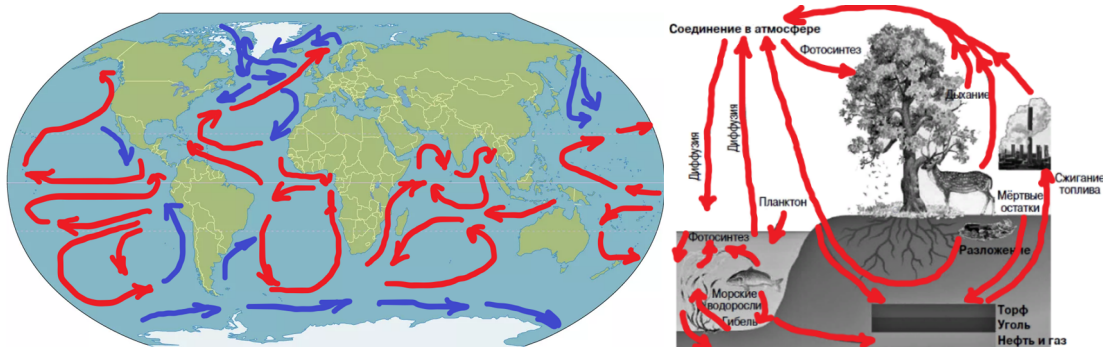 Соединение в атмосфере
Фотосинтез
Дыхание
Диффузия
Диффузия
Сжигание
топлива
Мёртвые
остатки
Планктон
Фотосинтез
Разложение
Морские
водоросли
Гибель
Торф
Уголь
Нефть и газ